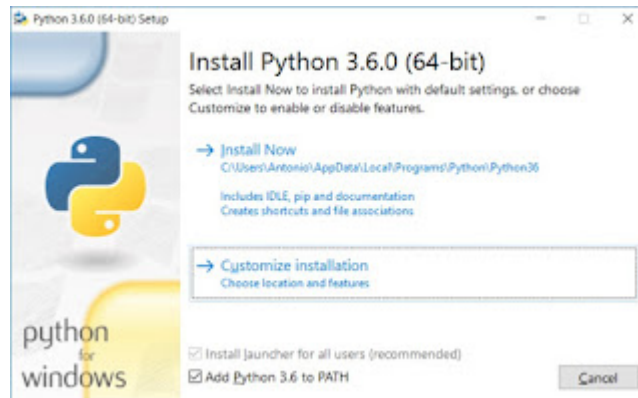 Python 3.6.0 (64-bit) Setup
Install Python 3.6.0 (64-bit)
Select Install Now to install Python with default settings, or choose
Customize to enable or disable features.
Install Now
C:\Users\Antonio\AppData\Local\Programs\Python\Python36
Includes IDLE, pip and documentation
Creates shortcuts and file associations
Customize installation
Choose location and features
python
for
windows
Install launcher for all users (recommended)
Add Python 3.6 to PATH
Cancel